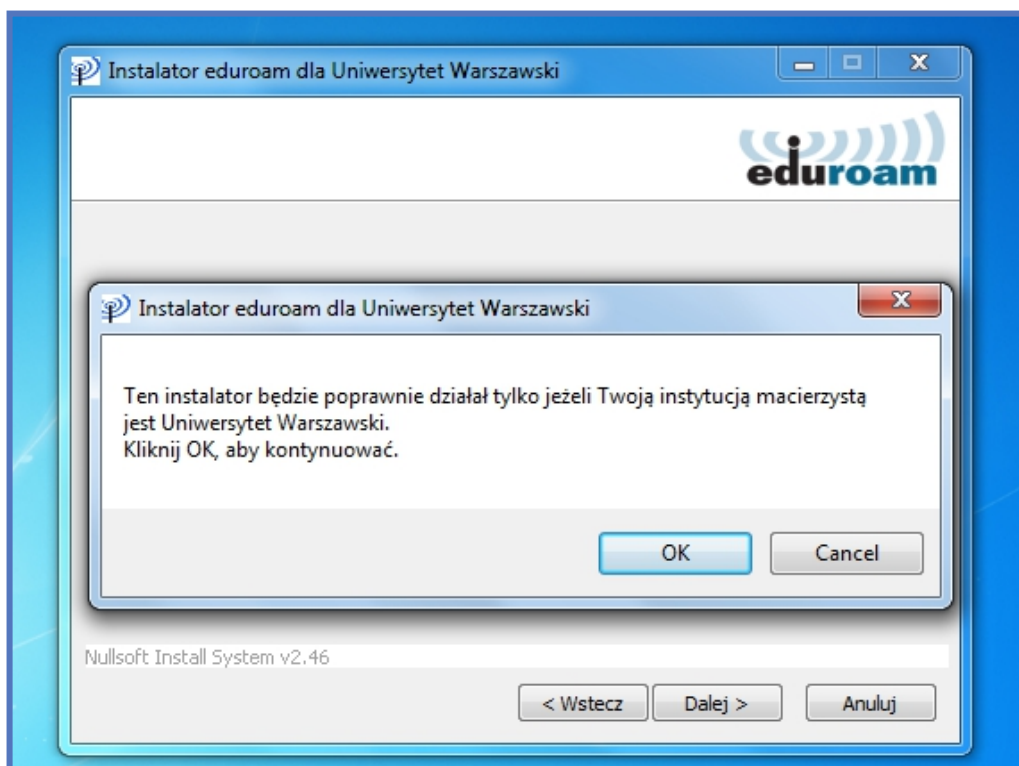 Instalator eduroam dla Uniwersytet Warszawski
eduroam
Instalator eduroam dla Uniwersytet Warszawski
Ten instalator będzie poprawnie działał tylko jeżeli Twoją instytucją macierzystą
jest Uniwersytet Warszawski.
Kliknij OK, aby kontynuować.
OK Cancel
Nullsoft Install System v2.46
< Wstecz Dalej > Anuluj